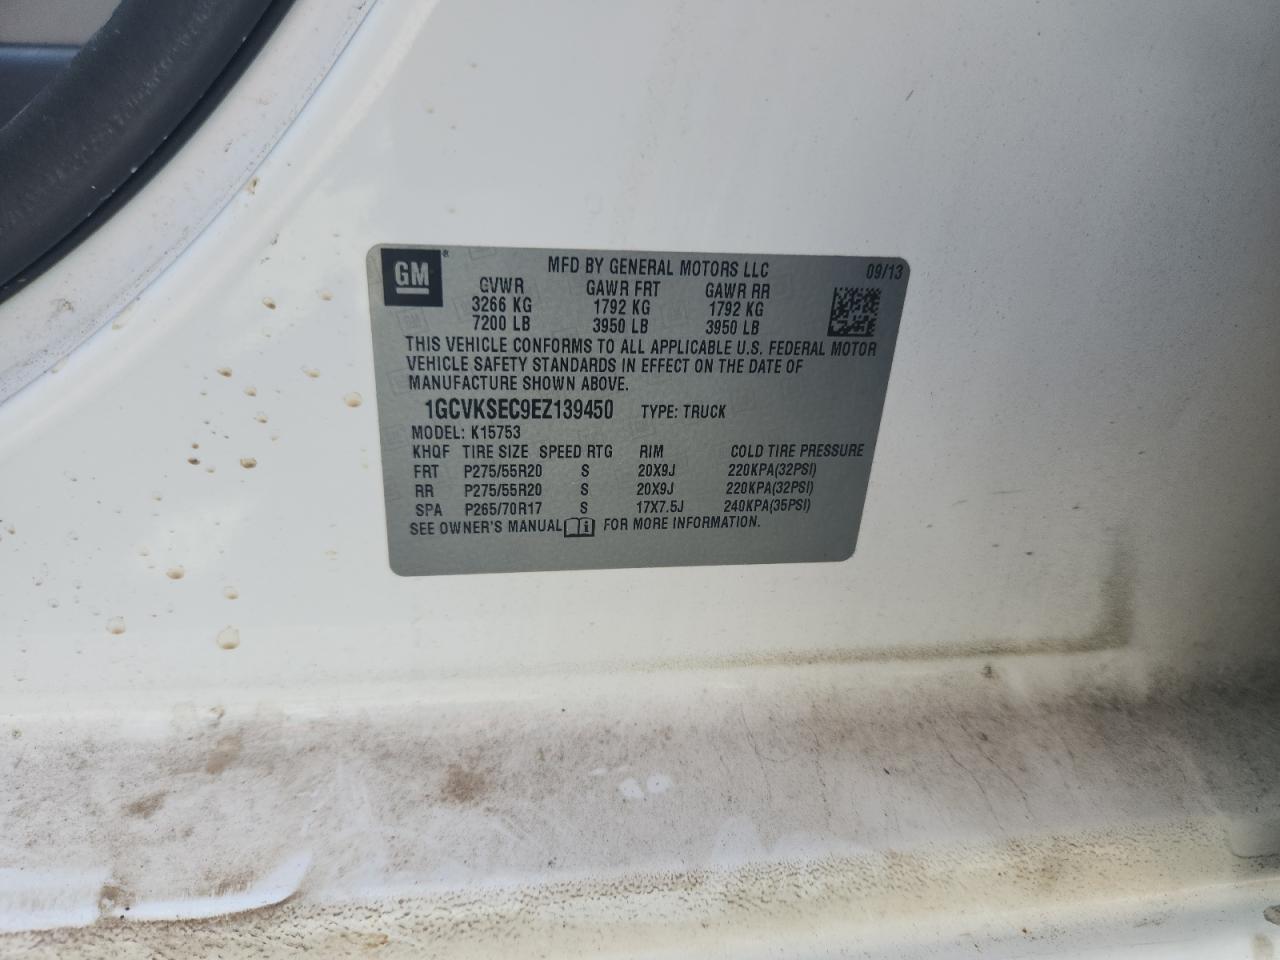 GM ® MFD BY GENERAL MOTORS LLC 09/13
GVWR GAWR FRT GAWR RR
3266 KG 1792 KG 1792 KG
7200 LB 3950 LB 3950 LB
THIS VEHICLE CONFORMS TO ALL APPLICABLE U.S. FEDERAL MOTOR
VEHICLE SAFETY STANDARDS IN EFFECT ON THE DATE OF
MANUFACTURE SHOWN ABOVE.
1GCVKSEC9EZ139450 TYPE: TRUCK
MODEL: K15753
KHQF TIRE SIZE SPEED RTG RIM COLD TIRE PRESSURE
FRT P275/55R20 S 20X9J 220KPA(32PSI)
RR P275/55R20 S 20X9J 220KPA(32PSI)
SPA P265/70R17 S 17X7.5J 240KPA(35PSI)
SEE OWNER'S MANUAL FOR MORE INFORMATION.